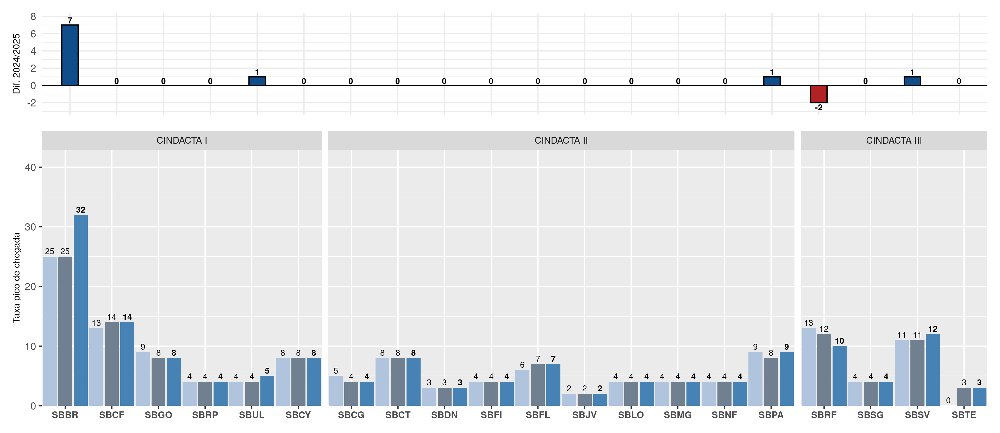 Dif. 2024/2025
8
6
4
2
0
-2
7 0 0 0 1 0 0 0 0 0 0 0 0 0 0 1 -2 0 1 0
CINDACTA I CINDACTA II CINDACTA III
Taxa pico de chegada
40
30
20
10
0
25 25 32 13 14 14 9 8 8 4 4 4 4 4 5 8 8 8
5 4 4 8 8 8 3 3 3 4 4 4 6 7 7 2 2 2 4 4 4 4 4 4 4 4 4 9 8 9
13 12 10 4 4 4 11 11 12 0 3 3
SBBR SBCF SBGO SBRP SBUL SBCY SBCG SBCT SBDN SBFI SBFL SBJV SBLO SBMG SBNF SBPA SBRF SBSG SBSV SBTE